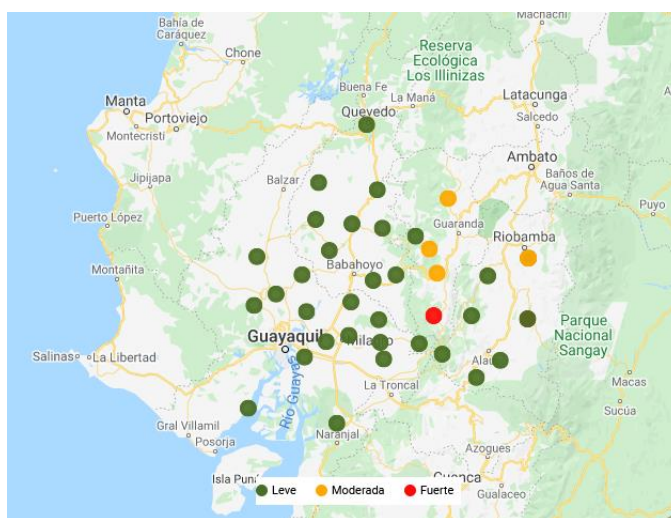 Machachi
Bahía de
Caráquez
Chone
Reserva
Ecológica
Los Illinizas
Buena Fe
La Maná
Latacunga
Manta
Quevedo
Salcedo
Portoviejo
Montecristi
Ambato
Jipijapa
Balzar
Baños de
Agua Santa
Puyo
Puerto López
Guaranda
Riobamba
Montañita
Babahoyo
Parque
Nacional
Sangay
Guayaquil
Salinas
La Libertad
Macas
La Troncal
Río Guayas
Sucúa
Gral Villamil
Posorja
Naranjal
Azogues
Isla Puná
Cuenca
Gualaceo
Leve
Moderada
Fuerte